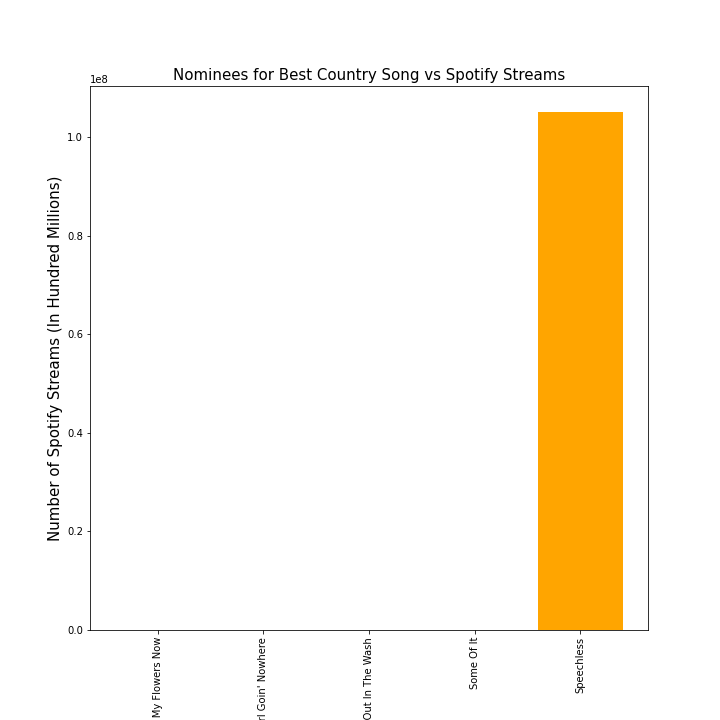 Nominees for Best Country Song vs Spotify Streams
1e8
Number of Spotify Streams (In Hundred Millions)
1.0
0.8
0.6
0.4
0.2
0.0
My Flowers Now
rl Goin' Nowhere
Out In The Wash
Some Of It
Speechless